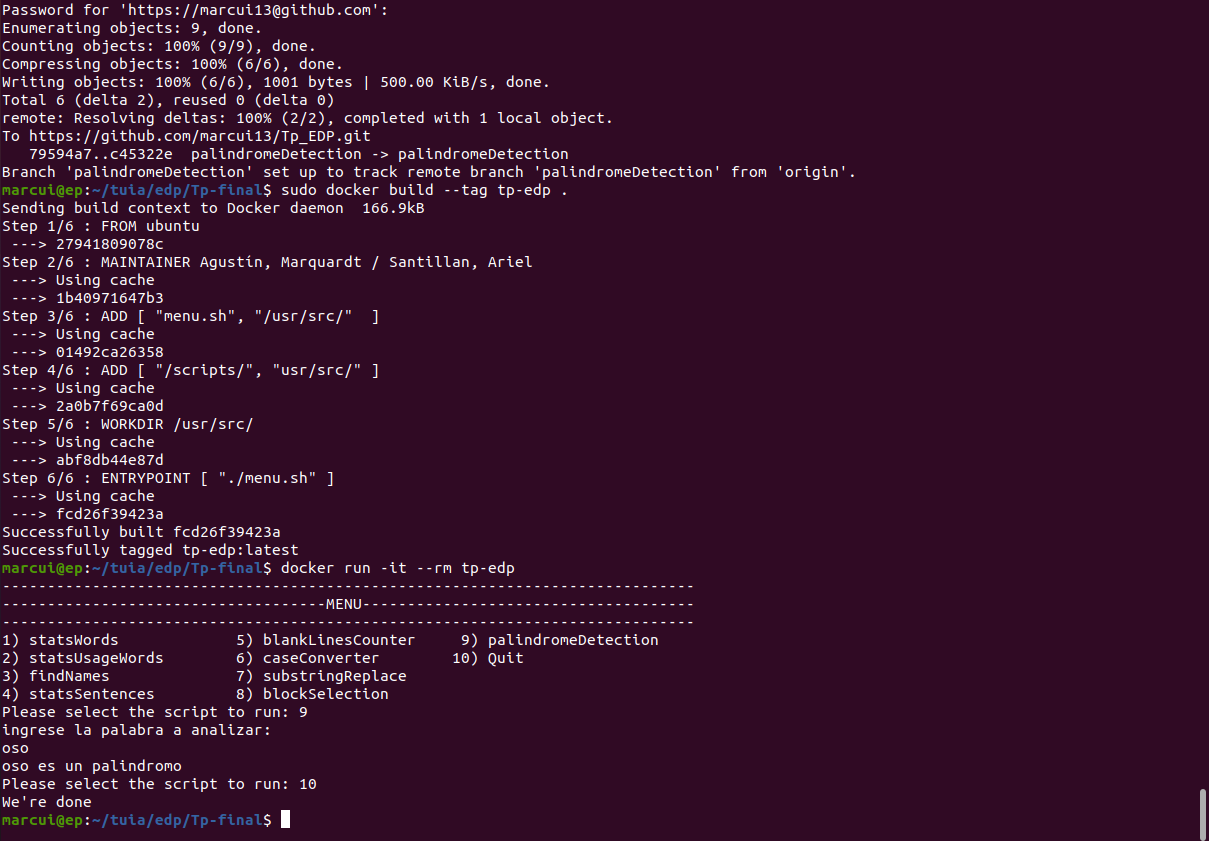 Password for 'https://marcui13@github.com':
Enumerating objects: 9, done.
Counting objects: 100% (9/9), done.
Compressing objects: 100% (6/6), done.
Writing objects: 100% (6/6), 1001 bytes | 500.00 KiB/s, done.
Total 6 (delta 2), reused 0 (delta 0)
remote: Resolving deltas: 100% (2/2), completed with 1 local object.
To https://github.com/marcui13/Tp_EDP.git
   79594a7..c45322e  palindromeDetection -> palindromeDetection
Branch 'palindromeDetection' set up to track remote branch 'palindromeDetection' from 'origin'.
marcui@ep:~/tuia/edp/Tp-final$ sudo docker build --tag tp-edp .
Sending build context to Docker daemon  166.9kB
Step 1/6 : FROM ubuntu
 ---> 27941809078c
Step 2/6 : MAINTAINER Agustín, Marquardt / Santillan, Ariel
 ---> Using cache
 ---> 1b40971647b3
Step 3/6 : ADD [ "menu.sh", "/usr/src/"  ]
 ---> Using cache
 ---> 01492ca26358
Step 4/6 : ADD [ "/scripts/", "usr/src/" ]
 ---> Using cache
 ---> 2a0b7f69ca0d
Step 5/6 : WORKDIR /usr/src/
 ---> Using cache
 ---> abf8db44e87d
Step 6/6 : ENTRYPOINT [ "./menu.sh" ]
 ---> Using cache
 ---> fcd26f39423a
Successfully built fcd26f39423a
Successfully tagged tp-edp:latest
marcui@ep:~/tuia/edp/Tp-final$ docker run -it --rm tp-edp
-----------------------------------------------------------------------------
------------------------------------MENU-------------------------------------
-----------------------------------------------------------------------------
1) statsWords             5) blankLinesCounter     9) palindromeDetection
2) statsUsageWords        6) caseConverter        10) Quit
3) findNames              7) substringReplace
4) statsSentences         8) blockSelection
Please select the script to run: 9
ingrese la palabra a analizar:
oso
oso es un palindromo
Please select the script to run: 10
We're done
marcui@ep:~/tuia/edp/Tp-final$